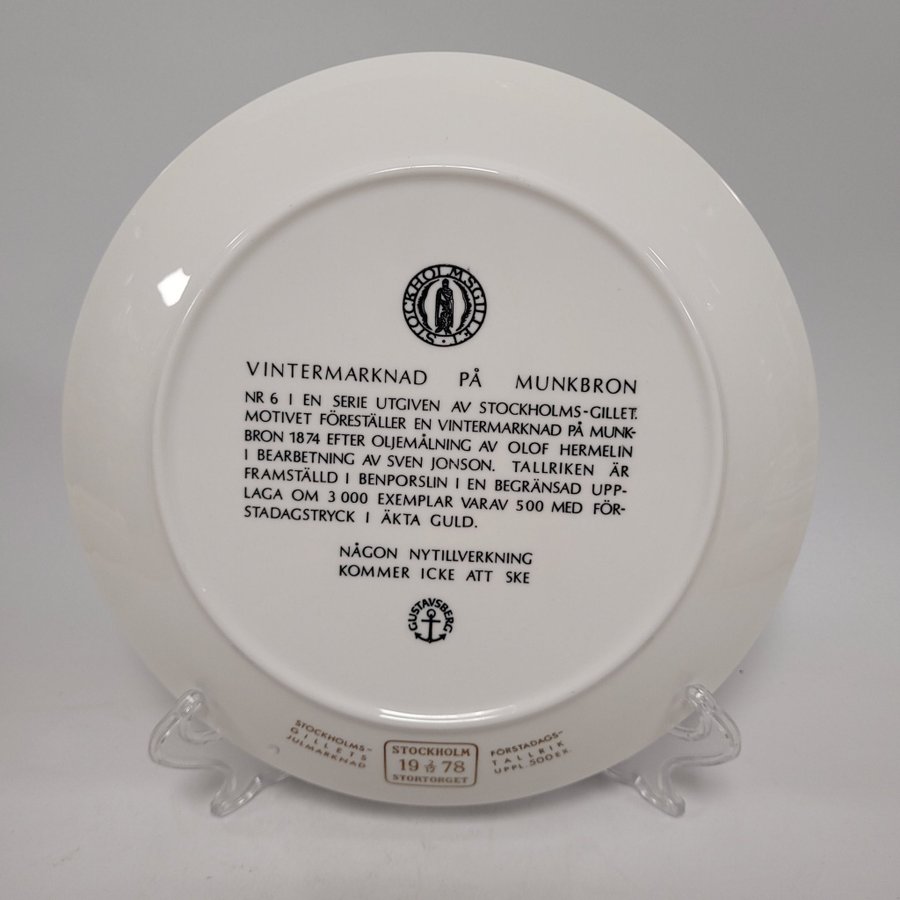 STOCKHOLMSGILLET
VINTERMARKNAD PÅ MUNKBRON
NR 6 I EN SERIE UTGIVEN AV STOCKHOLMS-GILLET.
MOTIVET FÖRESTÄLLER EN VINTERMARKNAD PÅ MUNK-
BRON 1874 EFTER OLJEMÅLNING AV OLOF HERMELIN
I BEARBETNING AV SVEN JONSON. TALLRIKEN ÄR
FRAMSTÄLLD I BENPORSLIN I EN BEGRÄNSAD UPP-
LAGA OM 3 000 EXEMPLAR VARAV 500 MED FÖR-
STADAGSTRYCK I ÄKTA GULD.
NÅGON NYTILLVERKNING
KOMMER ICKE ATT SKE
GUSTAVSBERG
STOCKHOLMS-
GILLETS
JULMARKNAD
STOCKHOLM
19 2/12 78
STORTORGET
FÖRSTADAGS-
TALLRIK
UPPL. 500 EX.